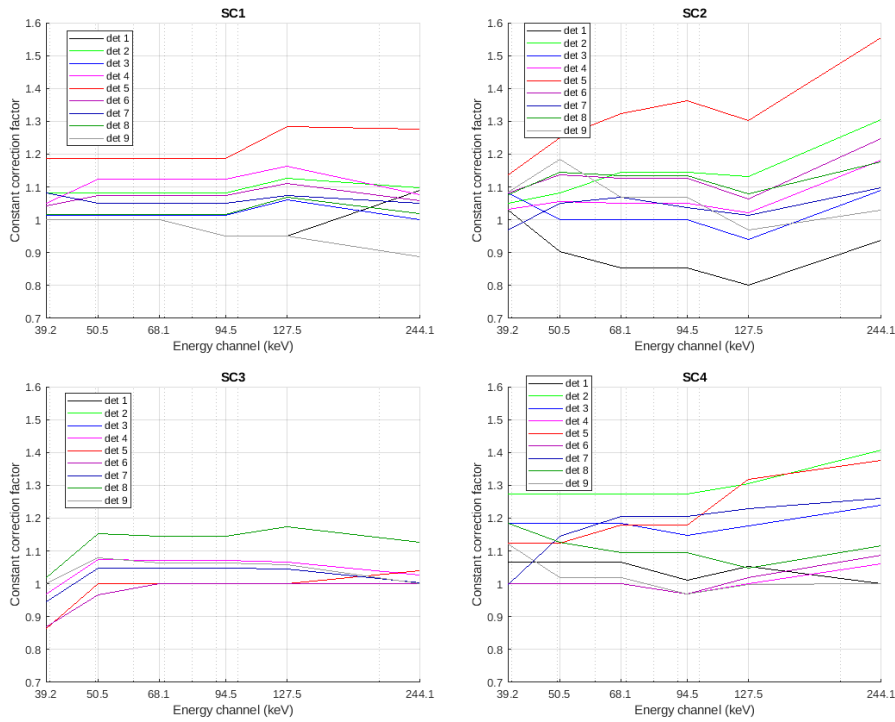 SC1
1.6
1.5
1.4
1.3
1.2
1.1
1
0.9
0.8
0.7
Constant correction factor
det 1
det 2
det 3
det 4
det 5
det 6
det 7
det 8
det 9
39.2 50.5 68.1 94.5 127.5 244.1
Energy channel (keV)
SC2
1.6
1.5
1.4
1.3
1.2
1.1
1
0.9
0.8
0.7
Constant correction factor
det 1
det 2
det 3
det 4
det 5
det 6
det 7
det 8
det 9
39.2 50.5 68.1 94.5 127.5 244.1
Energy channel (keV)
SC3
1.6
1.5
1.4
1.3
1.2
1.1
1
0.9
0.8
0.7
Constant correction factor
det 1
det 2
det 3
det 4
det 5
det 6
det 7
det 8
det 9
39.2 50.5 68.1 94.5 127.5 244.1
Energy channel (keV)
SC4
1.6
1.5
1.4
1.3
1.2
1.1
1
0.9
0.8
0.7
Constant correction factor
det 1
det 2
det 3
det 4
det 5
det 6
det 7
det 8
det 9
39.2 50.5 68.1 94.5 127.5 244.1
Energy channel (keV)